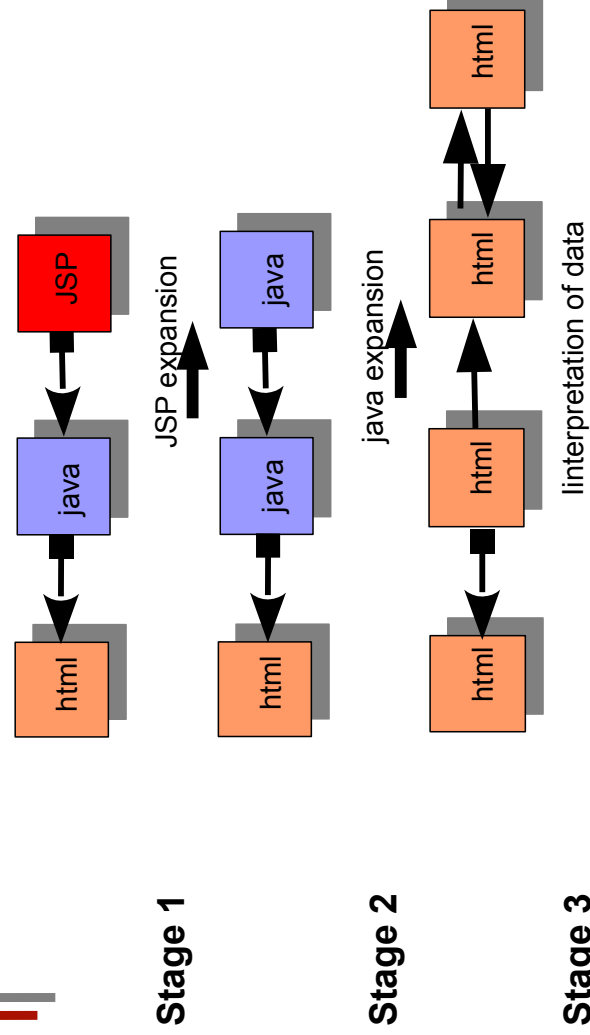 html
java
JSP
Stage 1
JSP expansion
html
java
java
Stage 2
java expansion
html
html
html
html
Stage 3
linterpretation of data